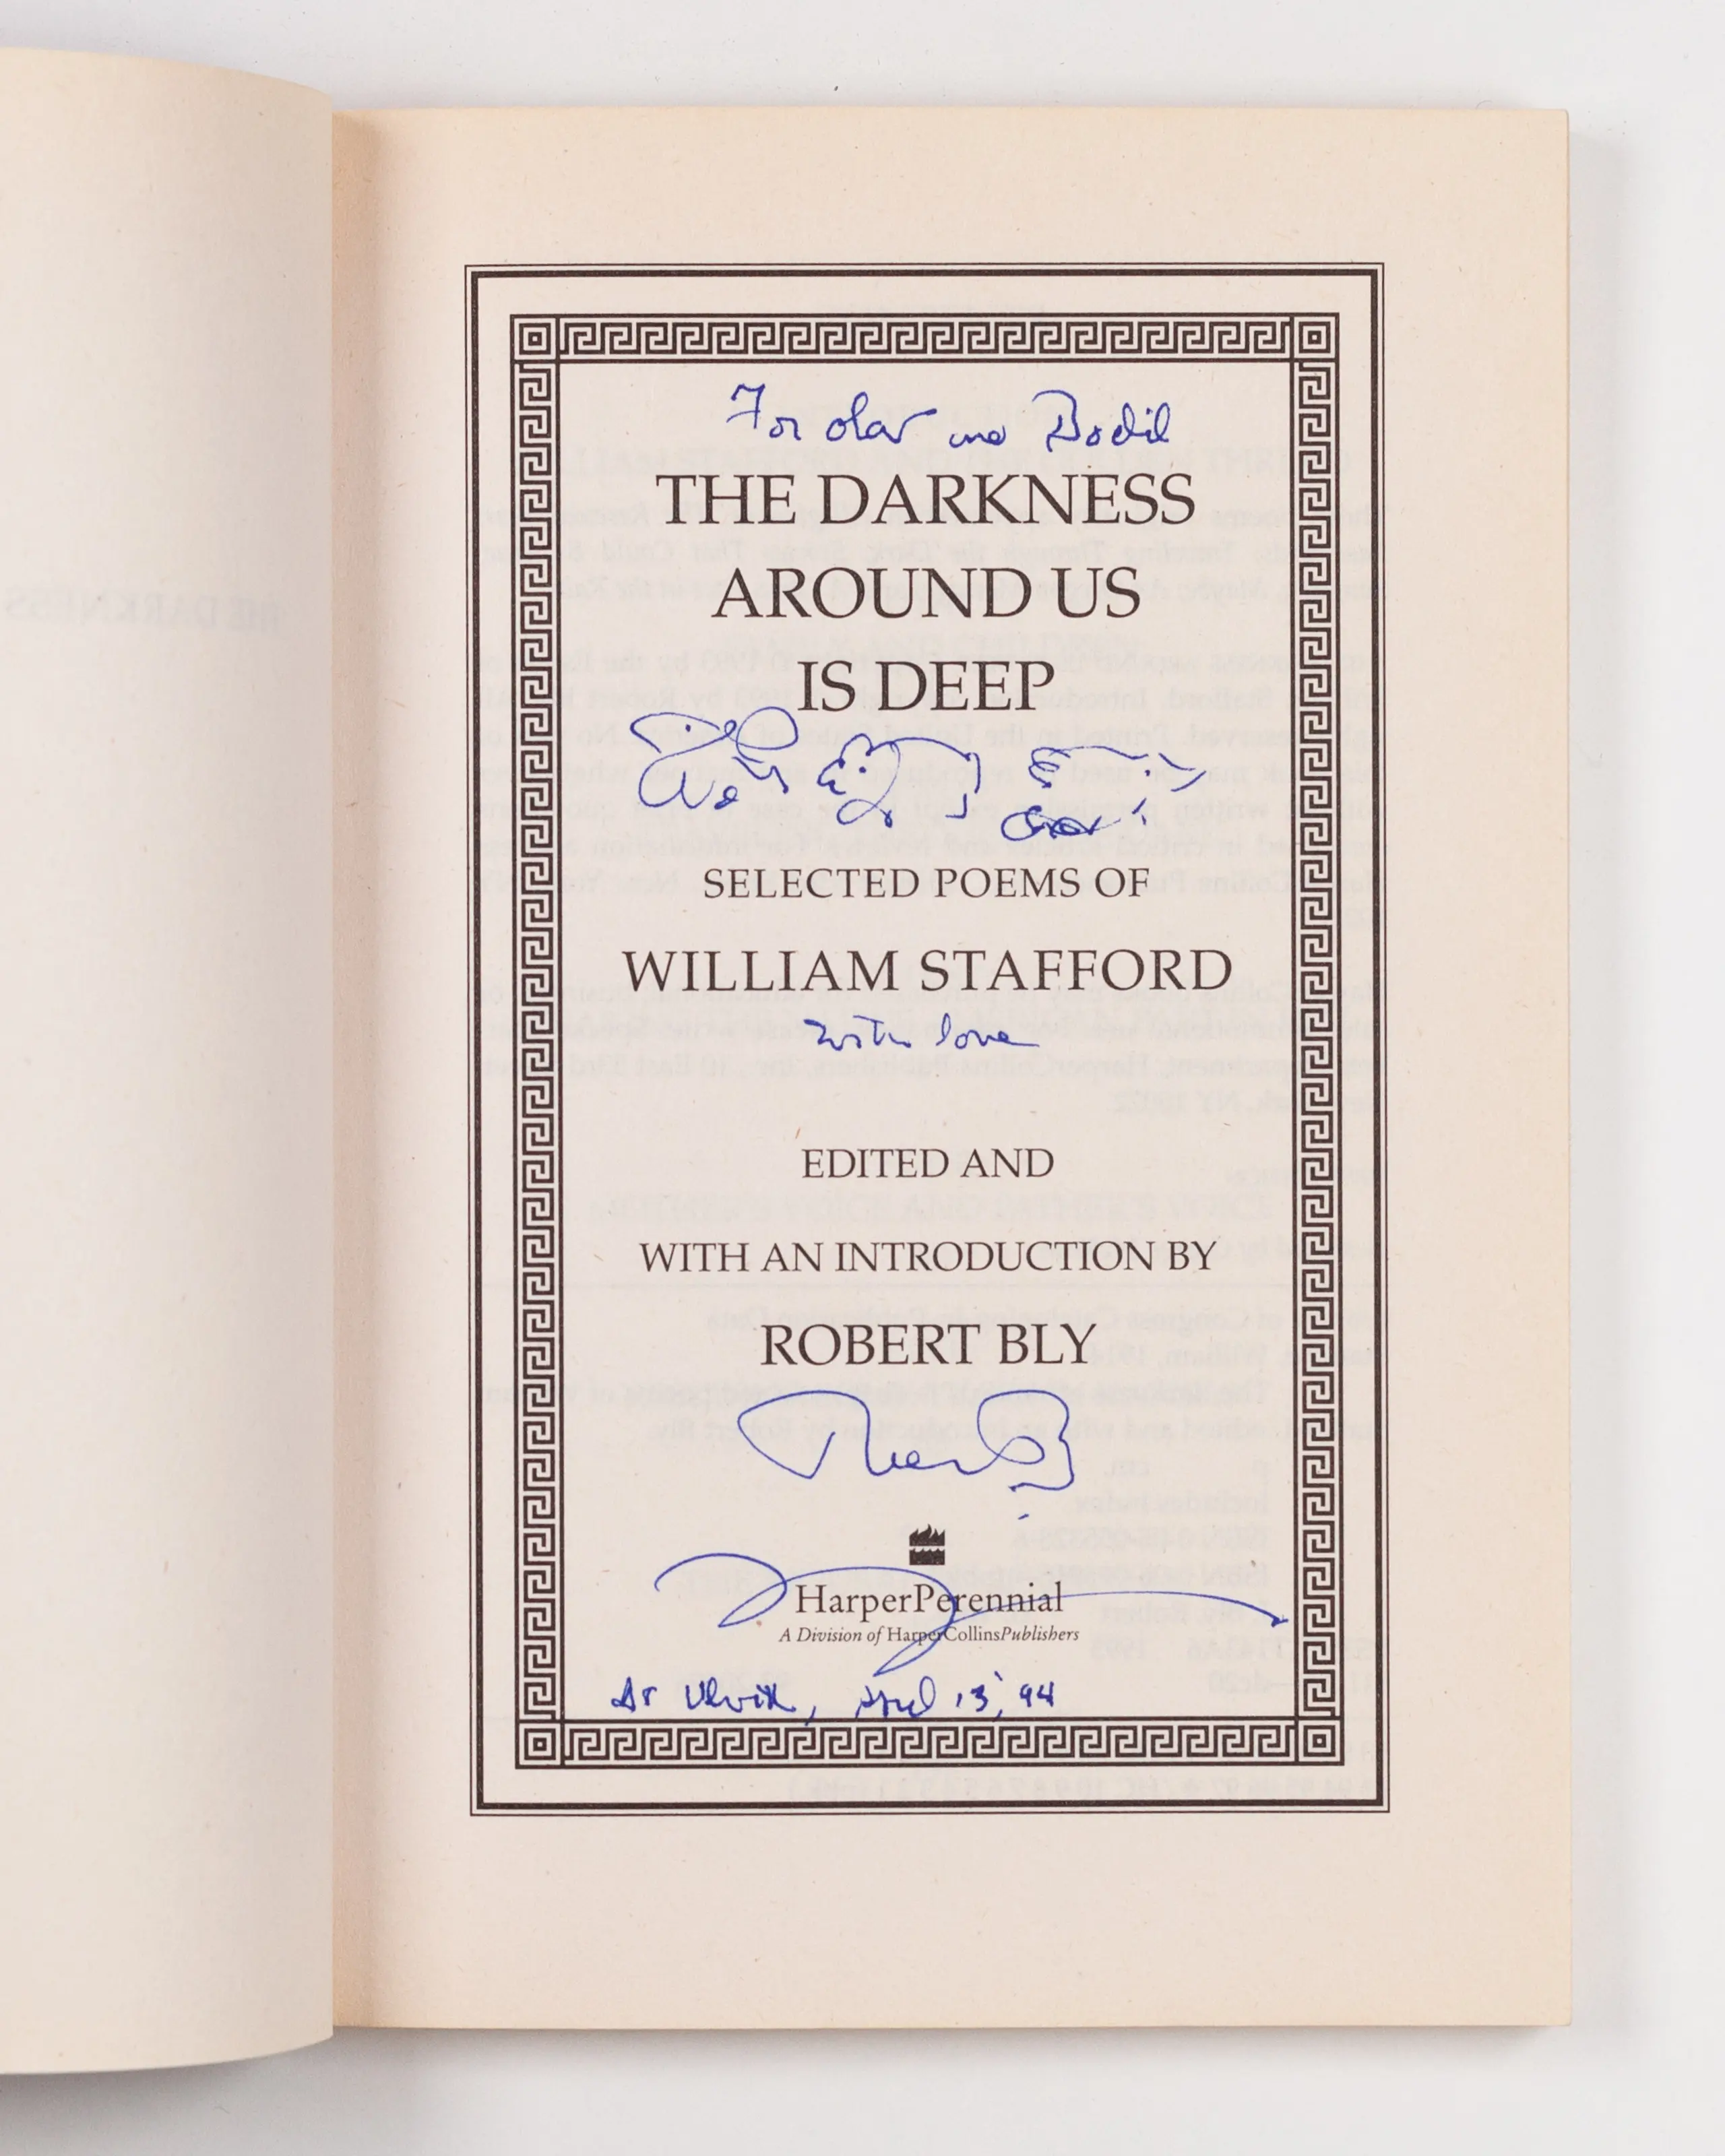 For Olav and Bodil
THE DARKNESS
AROUND US
IS DEEP
SELECTED POEMS OF
WILLIAM STAFFORD
with love
EDITED AND
WITH AN INTRODUCTION BY
ROBERT BLY
HarperPerennial
A Division of HarperCollinsPublishers
At Ulvik, April 13, 94